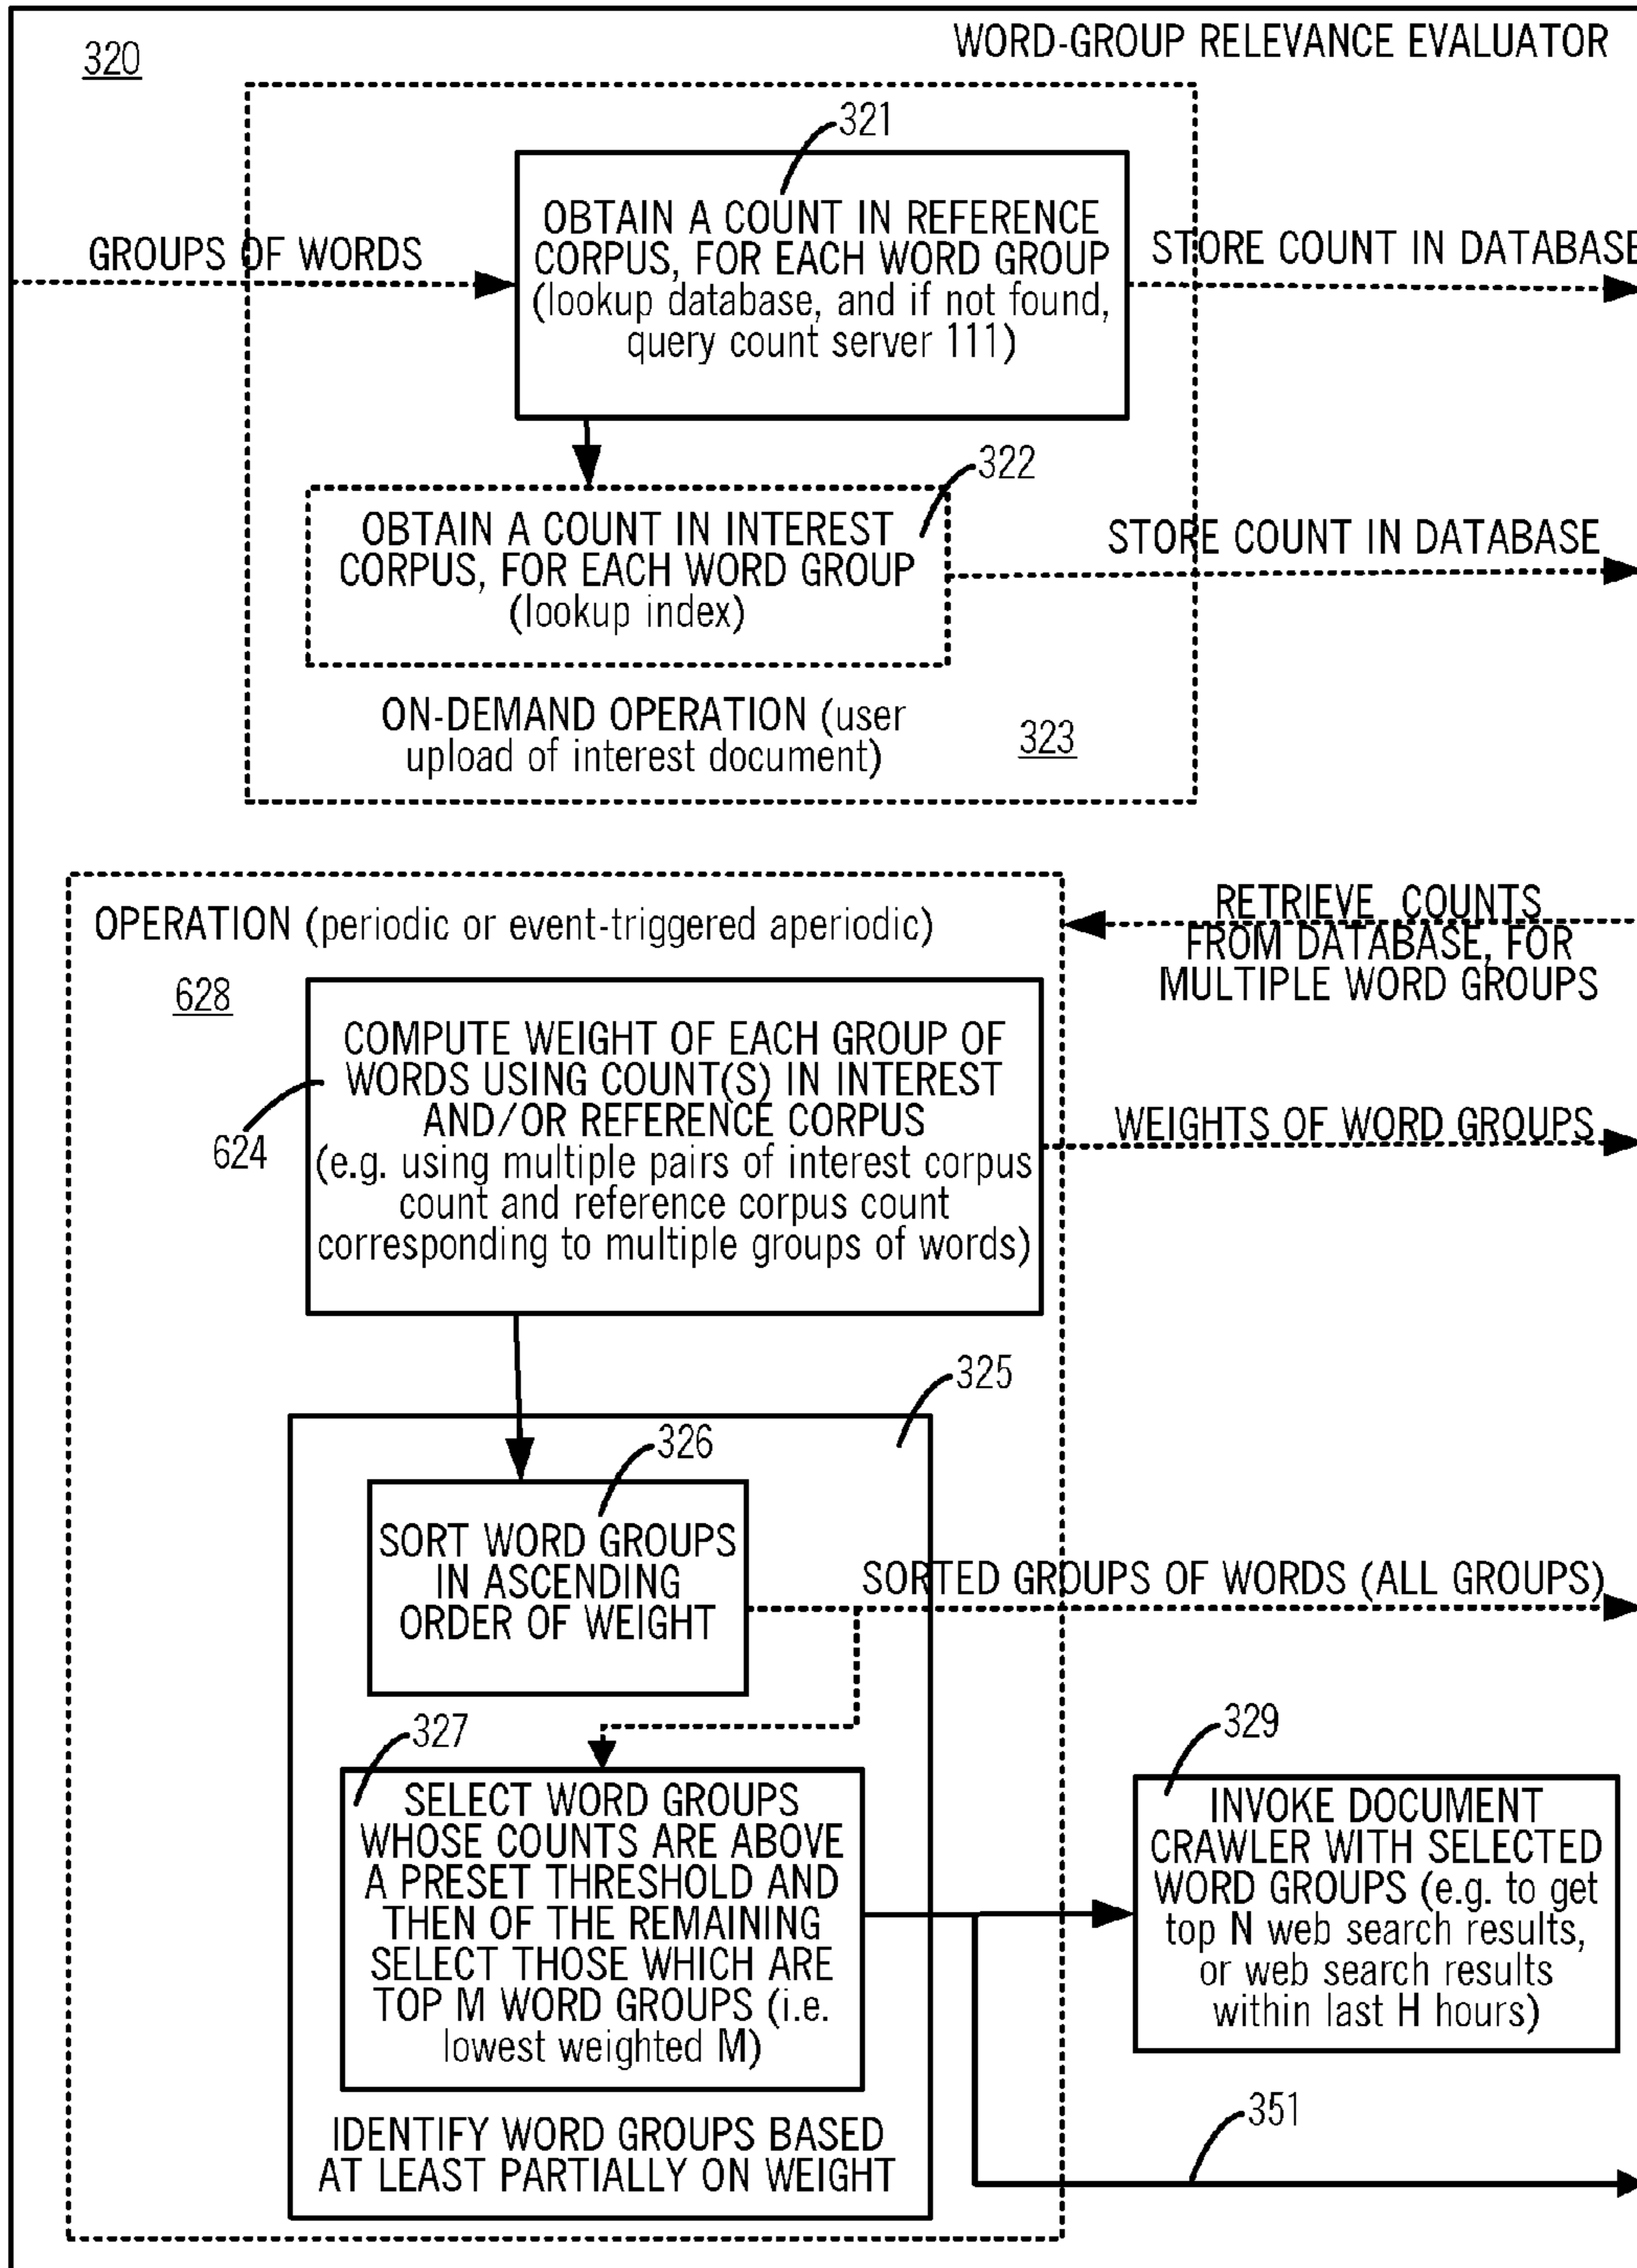 320
WORD-GROUP RELEVANCE EVALUATOR
321
OBTAIN A COUNT IN REFERENCE
CORPUS, FOR EACH WORD GROUP
(lookup database, and if not found,
query count server 111)
GROUPS OF WORDS
STORE COUNT IN DATABASE
322
OBTAIN A COUNT IN INTEREST
CORPUS, FOR EACH WORD GROUP
(lookup index)
STORE COUNT IN DATABASE
ON-DEMAND OPERATION (user
upload of interest document)
323
OPERATION (periodic or event-triggered aperiodic)
RETRIEVE COUNTS
FROM DATABASE, FOR
MULTIPLE WORD GROUPS
628
COMPUTE WEIGHT OF EACH GROUP OF
WORDS USING COUNT(S) IN INTEREST
AND/OR REFERENCE CORPUS
(e.g. using multiple pairs of interest corpus
count and reference corpus count
corresponding to multiple groups of words)
624
WEIGHTS OF WORD GROUPS
325
326
SORT WORD GROUPS
IN ASCENDING
ORDER OF WEIGHT
SORTED GROUPS OF WORDS (ALL GROUPS)
327
SELECT WORD GROUPS
WHOSE COUNTS ARE ABOVE
A PRESET THRESHOLD AND
THEN OF THE REMAINING
SELECT THOSE WHICH ARE
TOP M WORD GROUPS (i.e.
lowest weighted M)
329
INVOKE DOCUMENT
CRAWLER WITH SELECTED
WORD GROUPS (e.g. to get
top N web search results,
or web search results
within last H hours)
IDENTIFY WORD GROUPS BASED
AT LEAST PARTIALLY ON WEIGHT
351